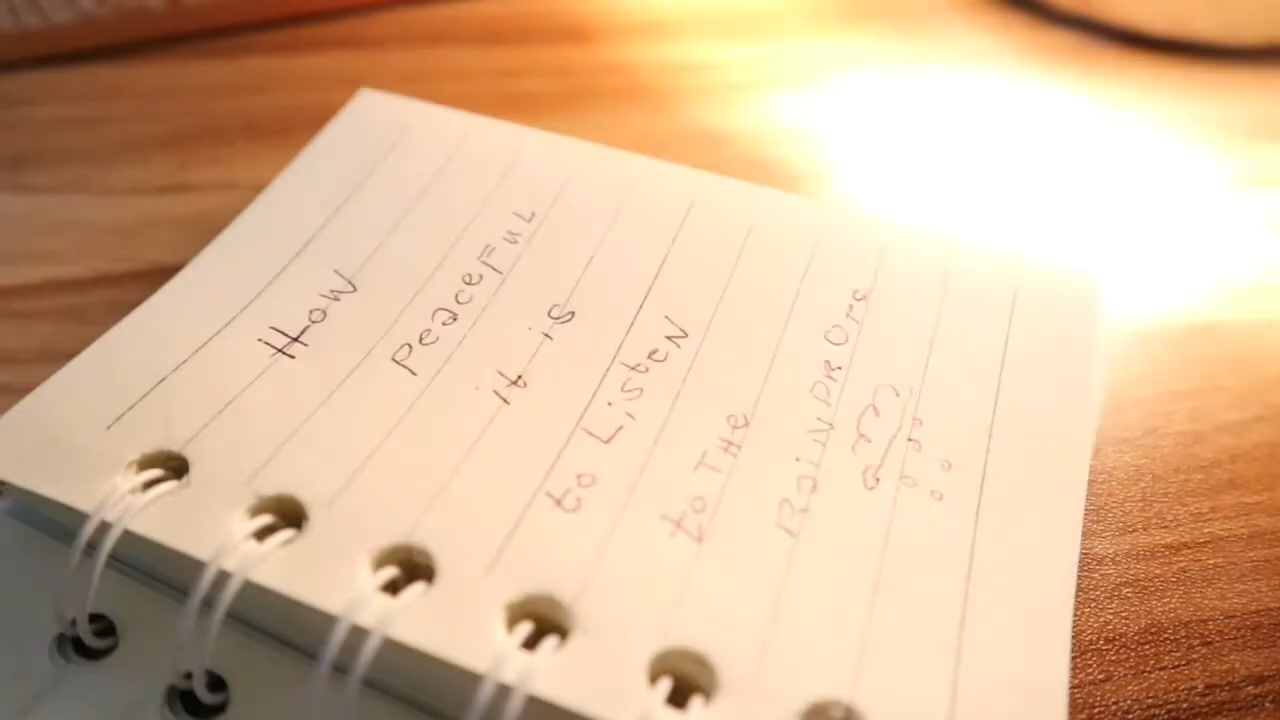 How
PeaceFuL
it is
to ListeN
to THe
RaiNDROPS